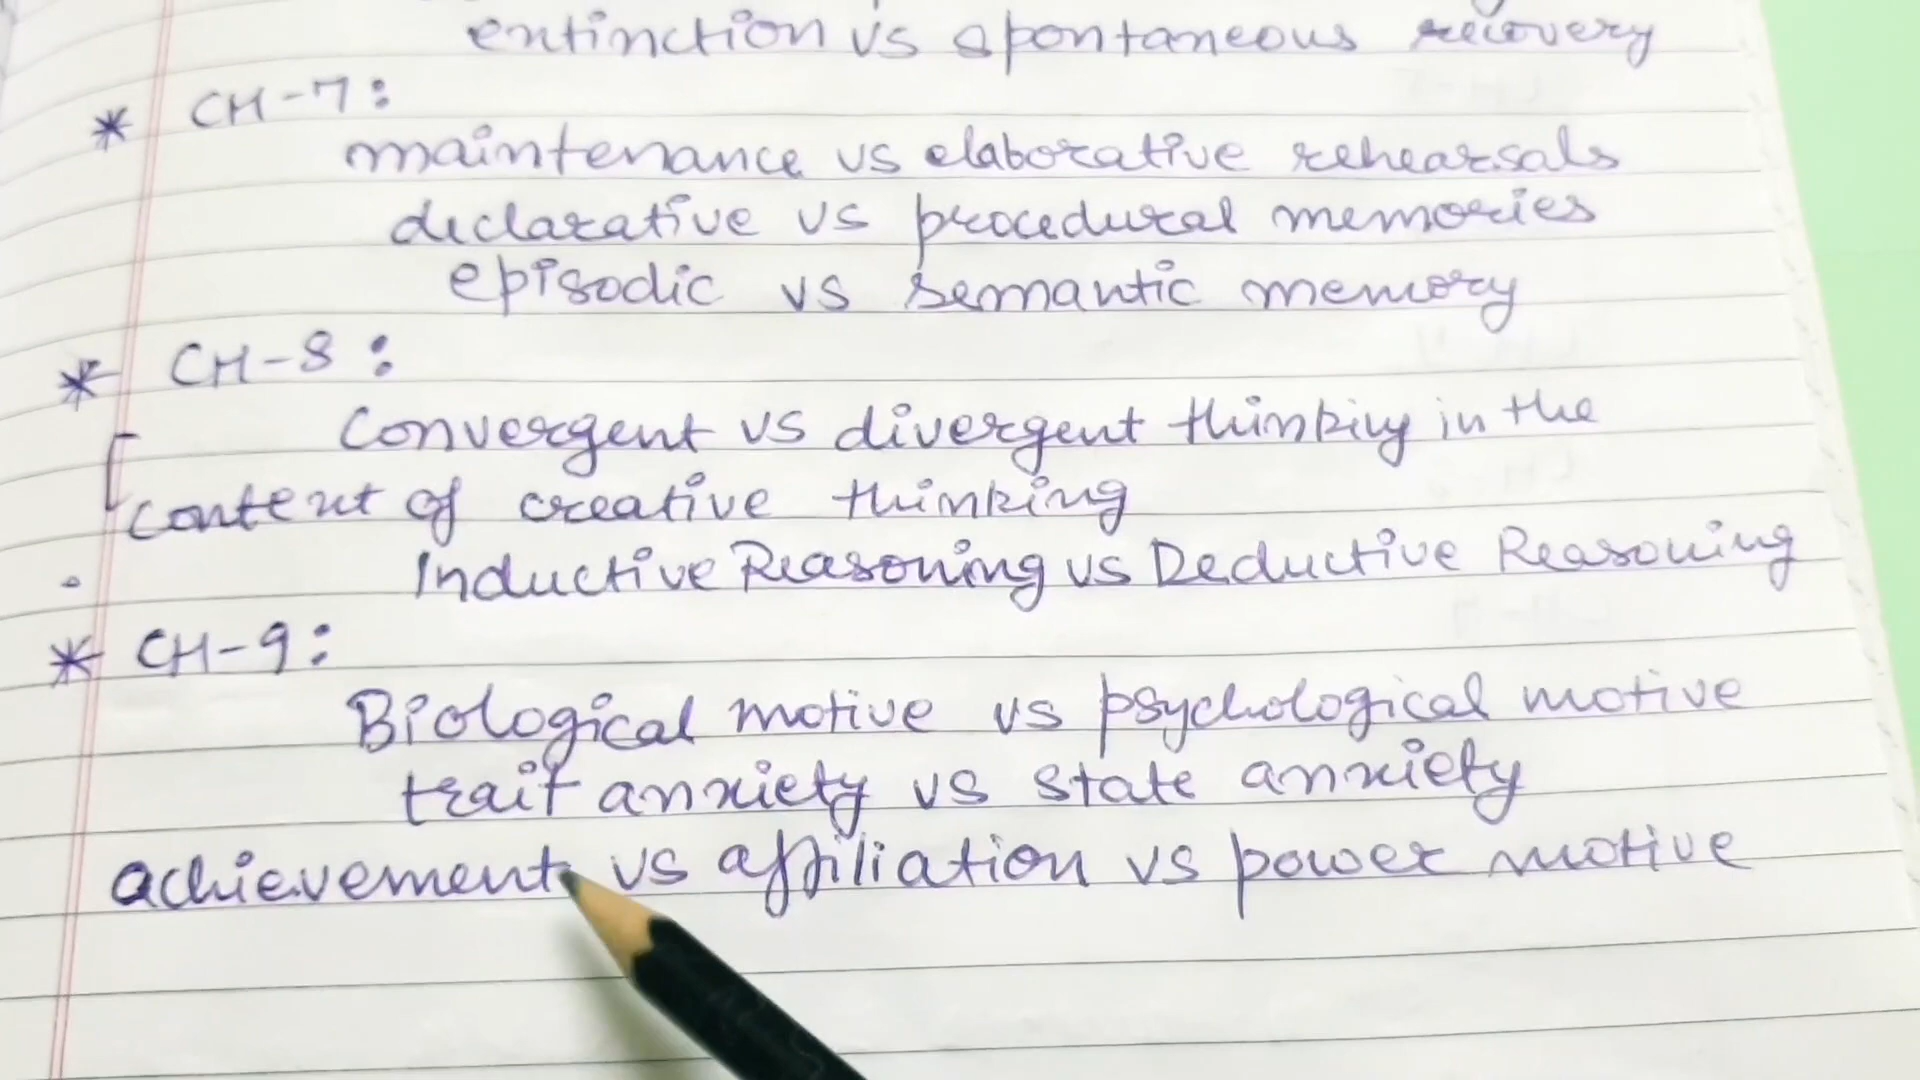 extinction vs spontaneous recovery
* CH-7:
maintenance vs elaborative rehearsals
declarative vs procedural memories
episodic vs semantic memory
* CH-8:
Convergent vs divergent thinking in the
context of creative thinking
Inductive Reasoning vs Deductive Reasoning
* CH-9:
Biological motive vs psychological motive
trait anxiety vs state anxiety
achievement vs affiliation vs power motive